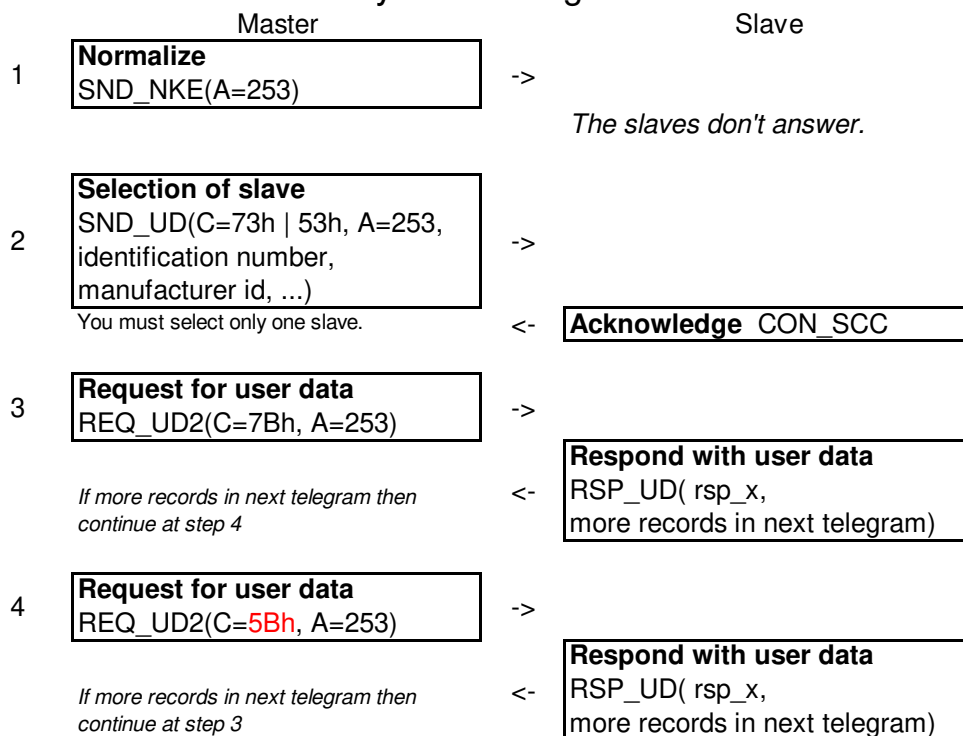 Master Slave
Normalize
1 ->
SND_NKE(A=253)
The slaves don't answer.
Selection of slave
SND_UD(C=73h | 53h, A=253,
2 ->
identification number,
manufacturer id, ...)
You must select only one slave. <- Acknowledge CON_SCC
Request for user data
3 ->
REQ_UD2(C=7Bh, A=253)
Respond with user data
If more records in next telegram then <- RSP_UD( rsp_x,
continue at step 4 more records in next telegram)
Request for user data
4 ->
REQ_UD2(C=5Bh, A=253)
Respond with user data
If more records in next telegram then <- RSP_UD( rsp_x,
continue at step 3 more records in next telegram)